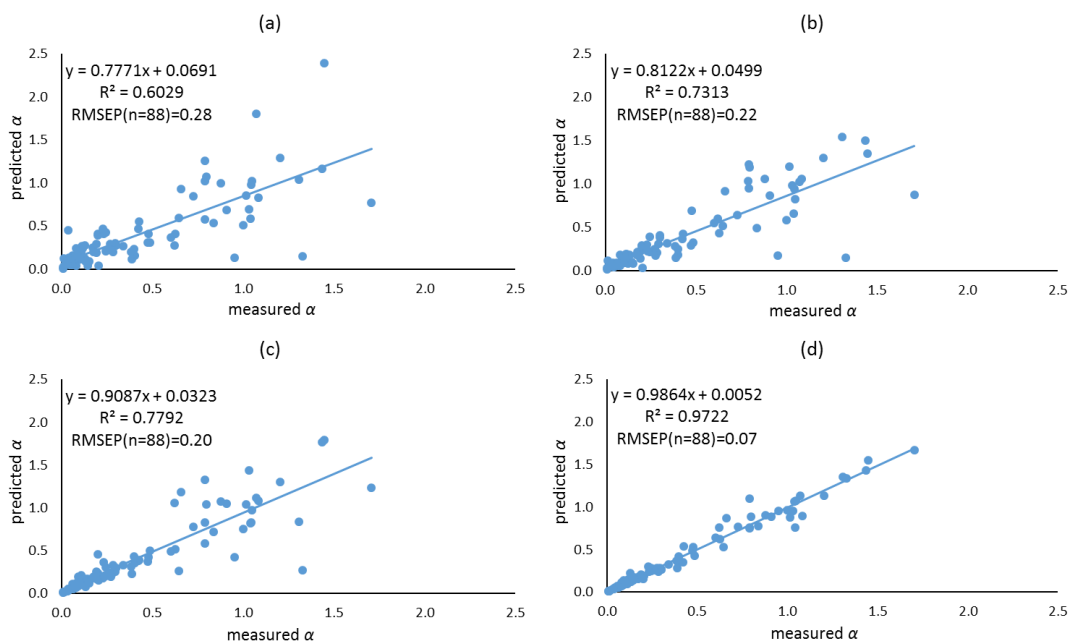 (a)
y = 0.7771x + 0.0691
R² = 0.6029
RMSEP(n=88)=0.28
predicted α
2.5
2.0
1.5
1.0
0.5
0.0
0.0 0.5 1.0 1.5 2.0 2.5
measured α
(b)
y = 0.8122x + 0.0499
R² = 0.7313
RMSEP(n=88)=0.22
predicted α
2.5
2.0
1.5
1.0
0.5
0.0
0.0 0.5 1.0 1.5 2.0 2.5
measured α
(c)
y = 0.9087x + 0.0323
R² = 0.7792
RMSEP(n=88)=0.20
predicted α
2.5
2.0
1.5
1.0
0.5
0.0
0.0 0.5 1.0 1.5 2.0 2.5
measured α
(d)
y = 0.9864x + 0.0052
R² = 0.9722
RMSEP(n=88)=0.07
predicted α
2.5
2.0
1.5
1.0
0.5
0.0
0.0 0.5 1.0 1.5 2.0 2.5
measured α